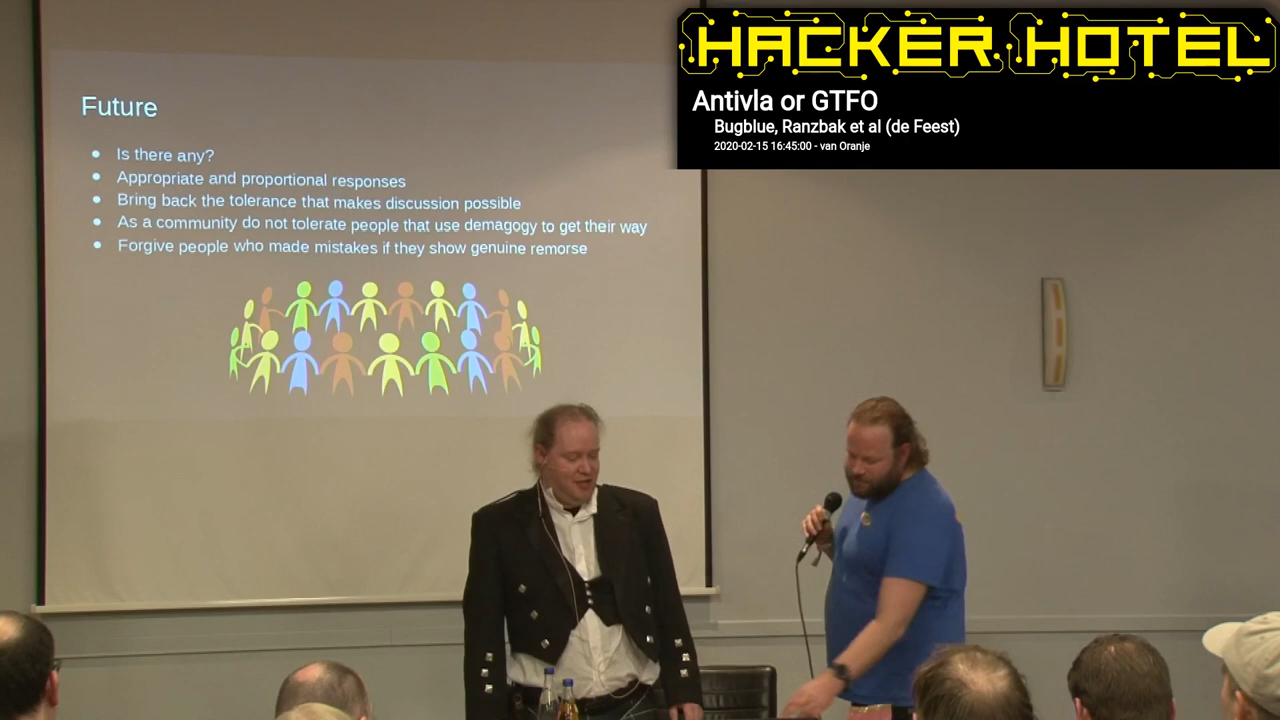 HACKER HOTEL
Antivla or GTFO
Bugblue, Ranzbak et al (de Feest)
2020-02-15 16:45:00 - van Oranje
Future
Is there any?
Appropriate and proportional responses
Bring back the tolerance that makes discussion possible
As a community do not tolerate people that use demagogy to get their way
Forgive people who made mistakes if they show genuine remorse